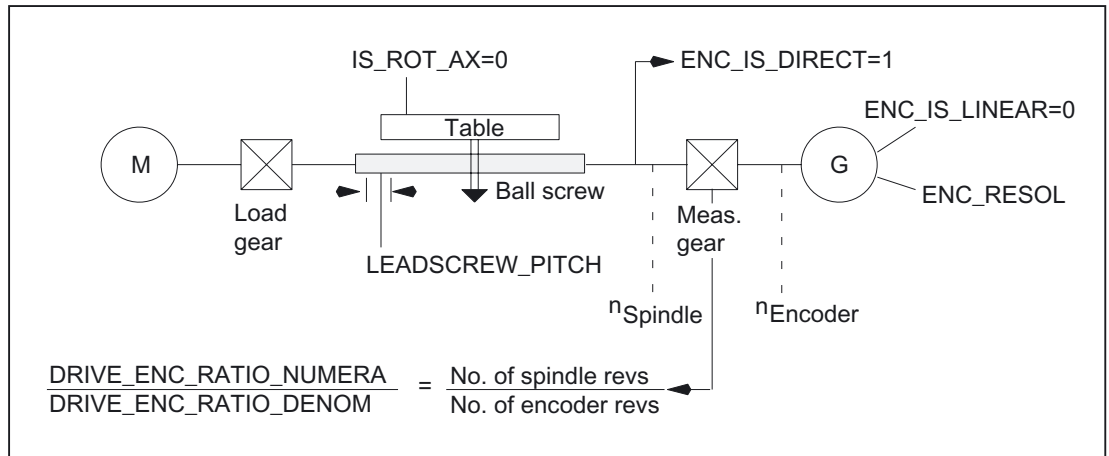 IS_ROT_AX=0
ENC_IS_DIRECT=1
ENC_IS_LINEAR=0
Table
M
G
Ball screw
ENC_RESOL
Load
gear
Meas.
gear
LEADSCREW_PITCH
nSpindle
nEncoder
DRIVE_ENC_RATIO_NUMERA = No. of spindle revs
DRIVE_ENC_RATIO_DENOM No. of encoder revs